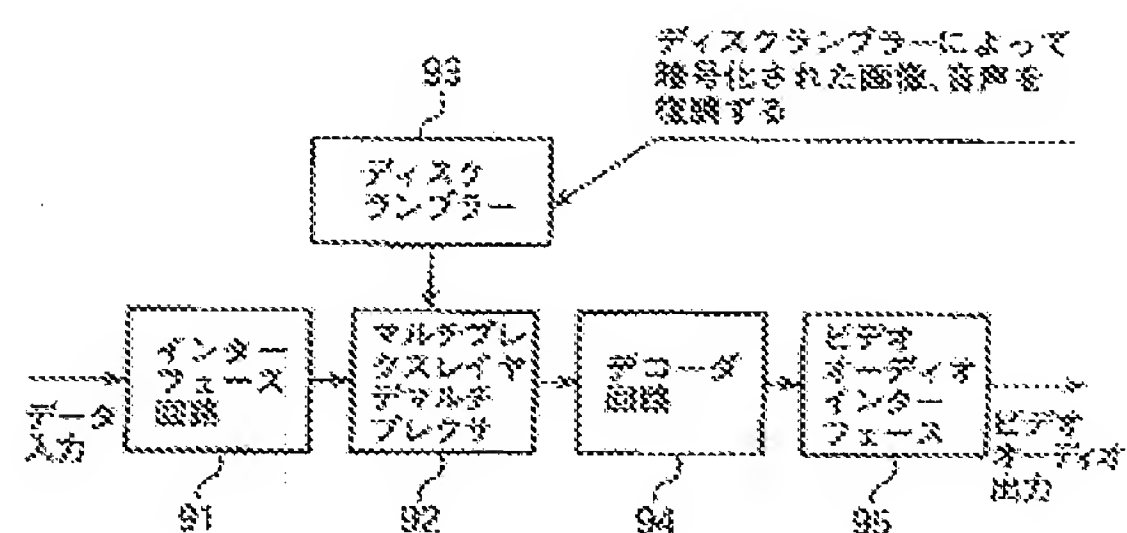 93
ディスクランブラーによって
暗号化された画像、音声を
復調する
ディスク
ランブラー
インター
フェース
回路
マルチプレ
クスレイヤ
デマルチ
プレクサ
デコーダ
回路
ビデオ
オーディオ
インター
フェース
データ
入力
ビデオ
オーディオ
出力
91
92
94
95